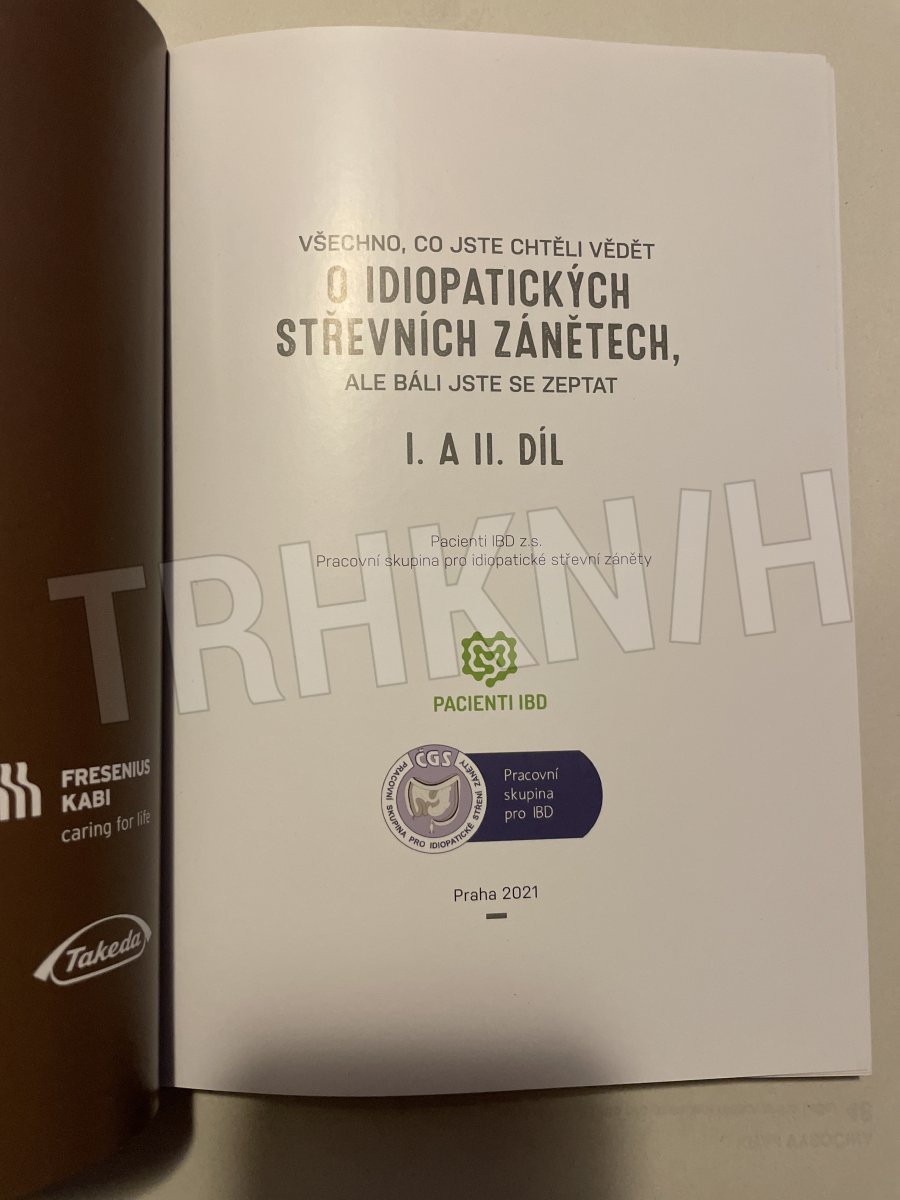 VŠECHNO, CO JSTE CHTĚLI VĚDĚT
O IDIOPATICKÝCH
STŘEVNÍCH ZÁNĚTECH,
ALE BÁLI JSTE SE ZEPTAT
I. A II. DÍL
Pacienti IBD z.s.
Pracovní skupina pro idiopatické střevní záněty
TRHKNIH
PACIENTI IBD
ČGS
PRACOVNÍ SKUPINA PRO IDIOPATICKÉ STŘENÍ ZÁNĚTY
Pracovní
skupina
pro IBD
Praha 2021
FRESENIUS
KABI
caring for life
Takeda